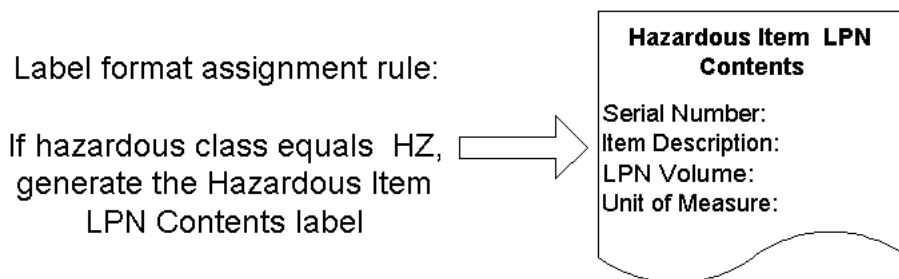 Label format assignment rule:
If hazardous class equals HZ,
generate the Hazardous Item
LPN Contents label
Hazardous Item LPN
Contents
Serial Number:
Item Description:
LPN Volume:
Unit of Measure: